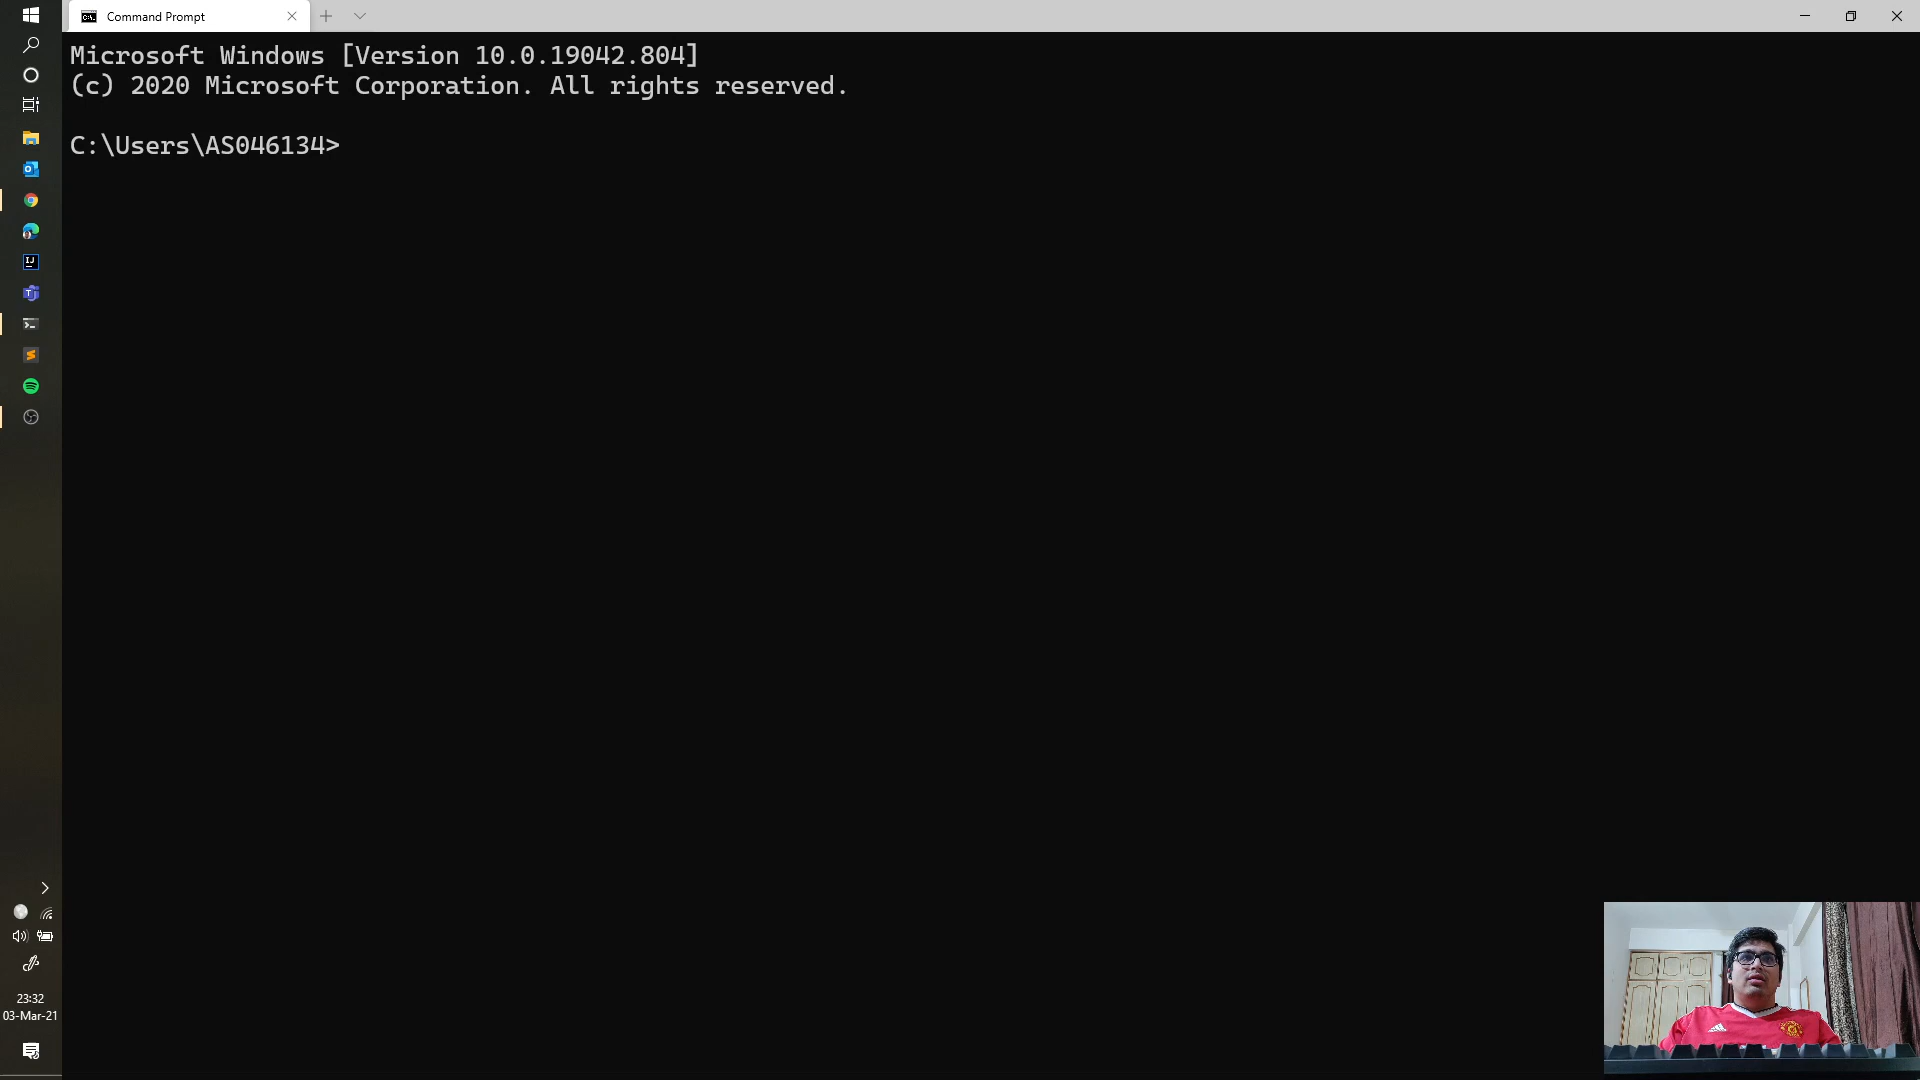 Command Prompt
Microsoft Windows [Version 10.0.19042.804]
(c) 2020 Microsoft Corporation. All rights reserved.
C:\Users\AS046134>
23:32
03-Mar-21